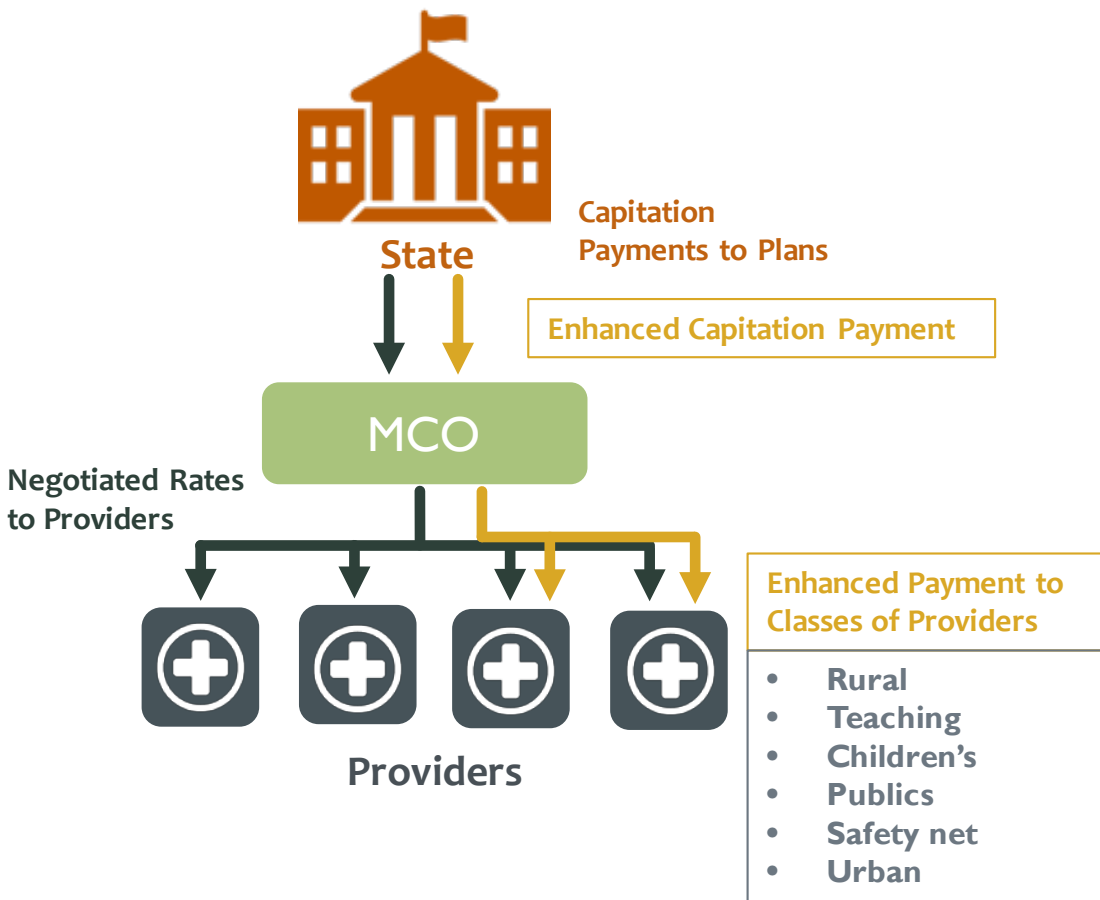 State
Capitation
Payments to Plans
Enhanced Capitation Payment
MCO
Negotiated Rates
to Providers
Enhanced Payment to
Classes of Providers
• Rural
• Teaching
• Children’s
• Publics
• Safety net
• Urban
Providers